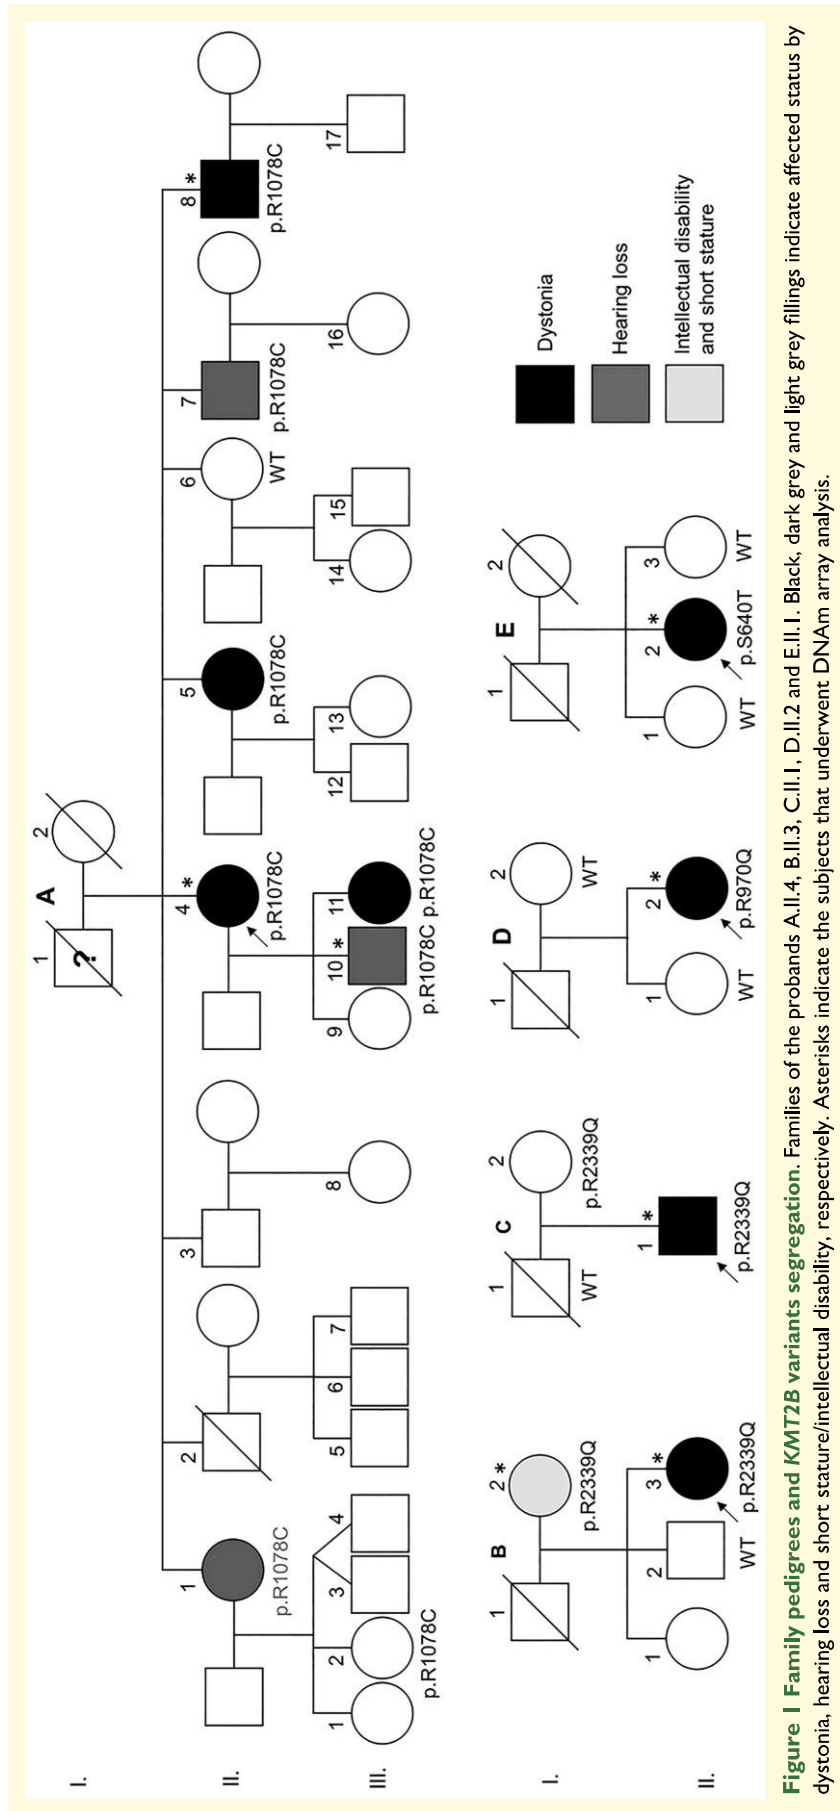 A
I.
1
2
?
II.
1
2
3
4
*
5
6
7
8
*
p.R1078C
p.R1078C
p.R1078C
WT
p.R1078C
p.R1078C
III.
1
2
3
4
5
6
7
8
9
10
*
11
12
13
14
15
16
17
p.R1078C
p.R1078C
p.R1078C
B
C
D
E
I.
1
2
*
1
2
1
2
1
2
p.R2339Q
WT
p.R2339Q
WT
II.
1
2
3
*
1
*
1
2
*
1
2
*
3
WT
p.R2339Q
p.R2339Q
WT
p.R970Q
WT
p.S640T
WT
Dystonia
Hearing loss
Intellectual disability
and short stature
Figure 1 Family pedigrees and KMT2B variants segregation. Families of the probands A.II.4, B.II.3, C.II.1, D.II.2 and E.II.1. Black, dark grey and light grey fillings indicate affected status by
dystonia, hearing loss and short stature/intellectual disability, respectively. Asterisks indicate the subjects that underwent DNAm array analysis.